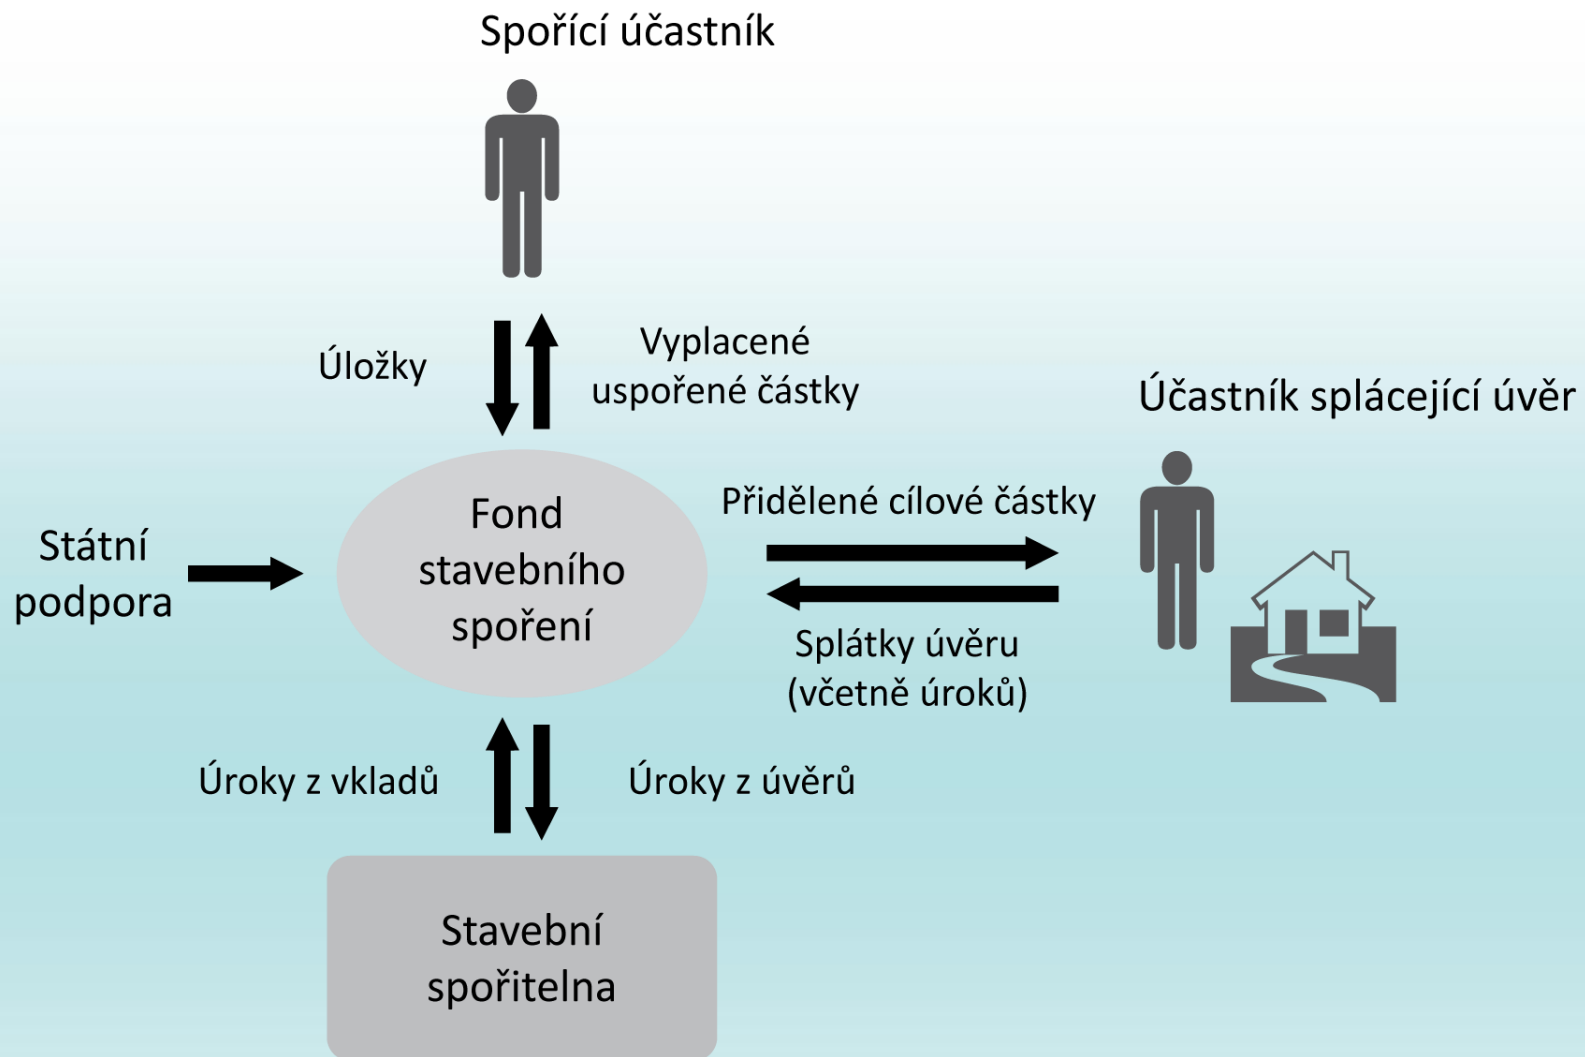 Spořící účastník
Úložky
Vyplacené
uspořené částky
Účastník splácející úvěr
Státní
podpora
Fond
stavebního
spoření
Přidělené cílové částky
Splátky úvěru
(včetně úroků)
Úroky z vkladů
Úroky z úvěrů
Stavební
spořitelna